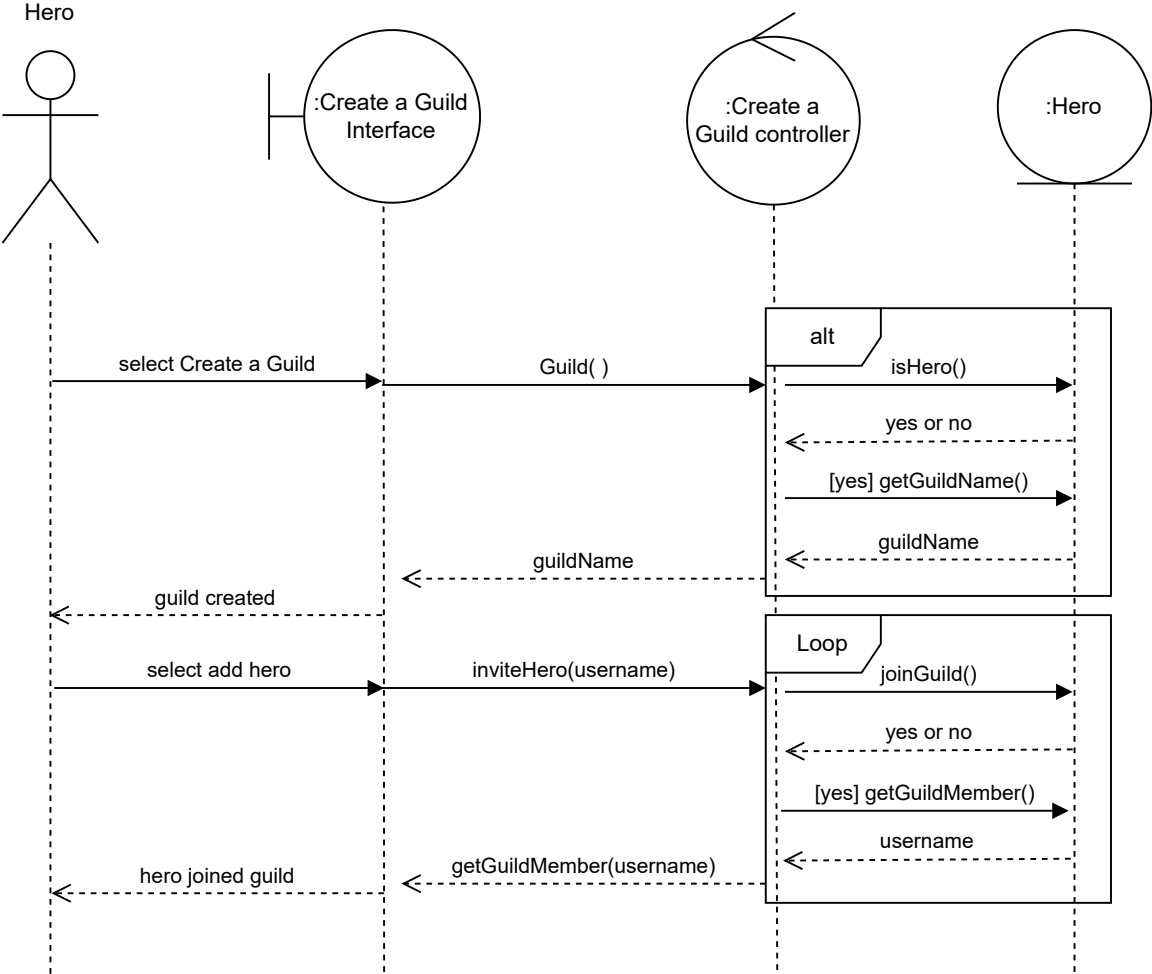 Hero
:Create a Guild
Interface
:Create a
Guild controller
:Hero
alt
select Create a Guild
Guild( )
isHero()
yes or no
[yes] getGuildName()
guildName
guildName
guild created
Loop
select add hero
inviteHero(username)
joinGuild()
yes or no
[yes] getGuildMember()
username
getGuildMember(username)
hero joined guild